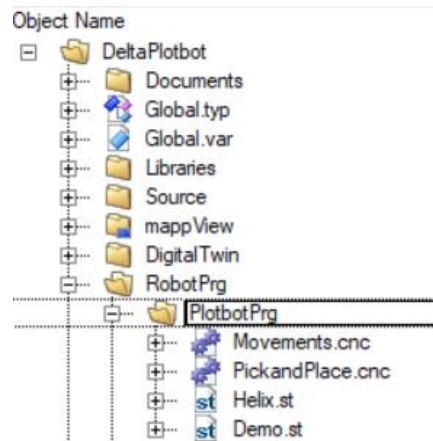 Object Name
DeltaPlotbot
Documents
Global.typ
Global.var
Libraries
Source
mappView
DigitalTwin
RobotPrg
PlotbotPrg
Movements.cnc
PickandPlace.cnc
st Helix.st
st Demo.st